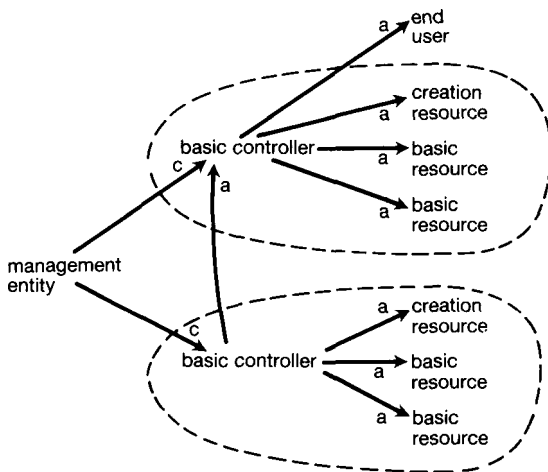 a
end
user
creation
resource
a
basic controller
a
basic
resource
c
a
a
basic
resource
management
entity
c
basic controller
a
creation
resource
a
basic
resource
a
basic
resource